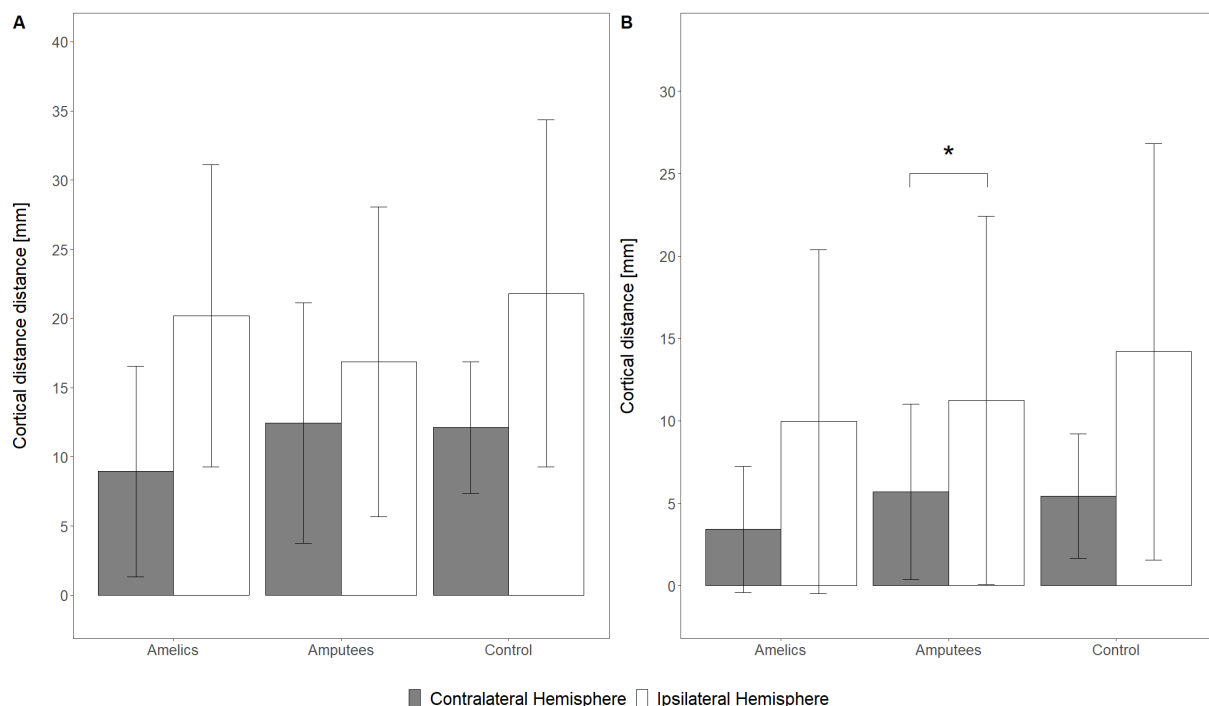 A
Cortical distance distance [mm]
40
35
30
25
20
15
10
5
0
Amelics Amputees Control
B
Cortical distance [mm]
30
25
20
15
10
5
0
*
Amelics Amputees Control
Contralateral Hemisphere Ipsilateral Hemisphere